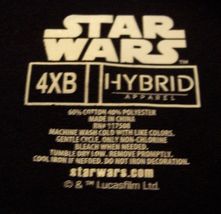 STAR
WARS
4XB HYBRID
APPAREL
60% COTTON 40% POLYESTER
MADE IN CHINA
RN# 117500
MACHINE WASH COLD WITH LIKE COLORS.
GENTLE CYCLE. ONLY NON-CHLORINE
BLEACH WHEN NEEDED.
TUMBLE DRY LOW. REMOVE PROMPTLY.
COOL IRON IF NEEDED. DO NOT IRON DECORATION.
starwars.com
© & ™ Lucasfilm Ltd.